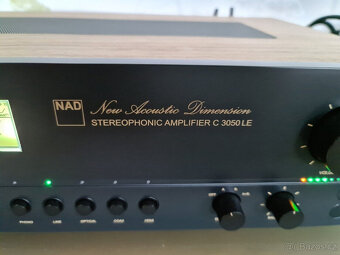 NAD
New Acoustic Dimension
STEREOPHONIC AMPLIFIER C 3050 LE
PHONO LINE OPTICAL COAX HDMI